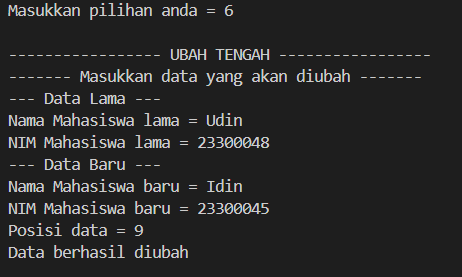 Masukkan pilihan anda = 6
---------------- UBAH TENGAH ----------------
------- Masukkan data yang akan diubah -------
--- Data Lama ---
Nama Mahasiswa lama = Udin
NIM Mahasiswa lama = 23300048
--- Data Baru ---
Nama Mahasiswa baru = Idin
NIM Mahasiswa baru = 23300045
Posisi data = 9
Data berhasil diubah